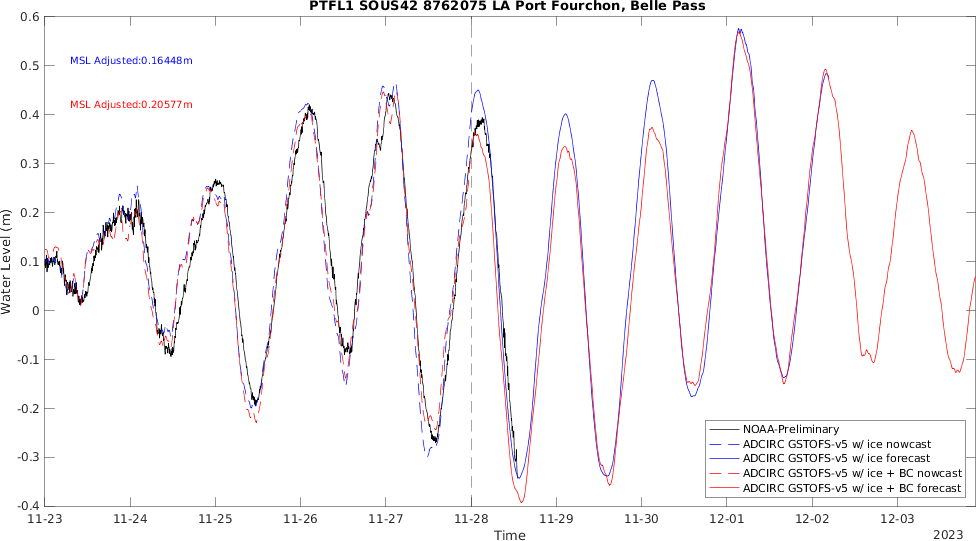 PTFL1 SOUS42 8762075 LA Port Fourchon, Belle Pass
0.6
0.5
0.4
0.3
0.2
0.1
0
-0.1
-0.2
-0.3
-0.4
Water Level (m)
MSL Adjusted:0.16448m
MSL Adjusted:0.20577m
NOAA-Preliminary
ADCIRC GSTOFS-v5 w/ ice nowcast
ADCIRC GSTOFS-v5 w/ ice forecast
ADCIRC GSTOFS-v5 w/ ice + BC nowcast
ADCIRC GSTOFS-v5 w/ ice + BC forecast
11-23 11-24 11-25 11-26 11-27 11-28 11-29 11-30 12-01 12-02 12-03
Time
2023